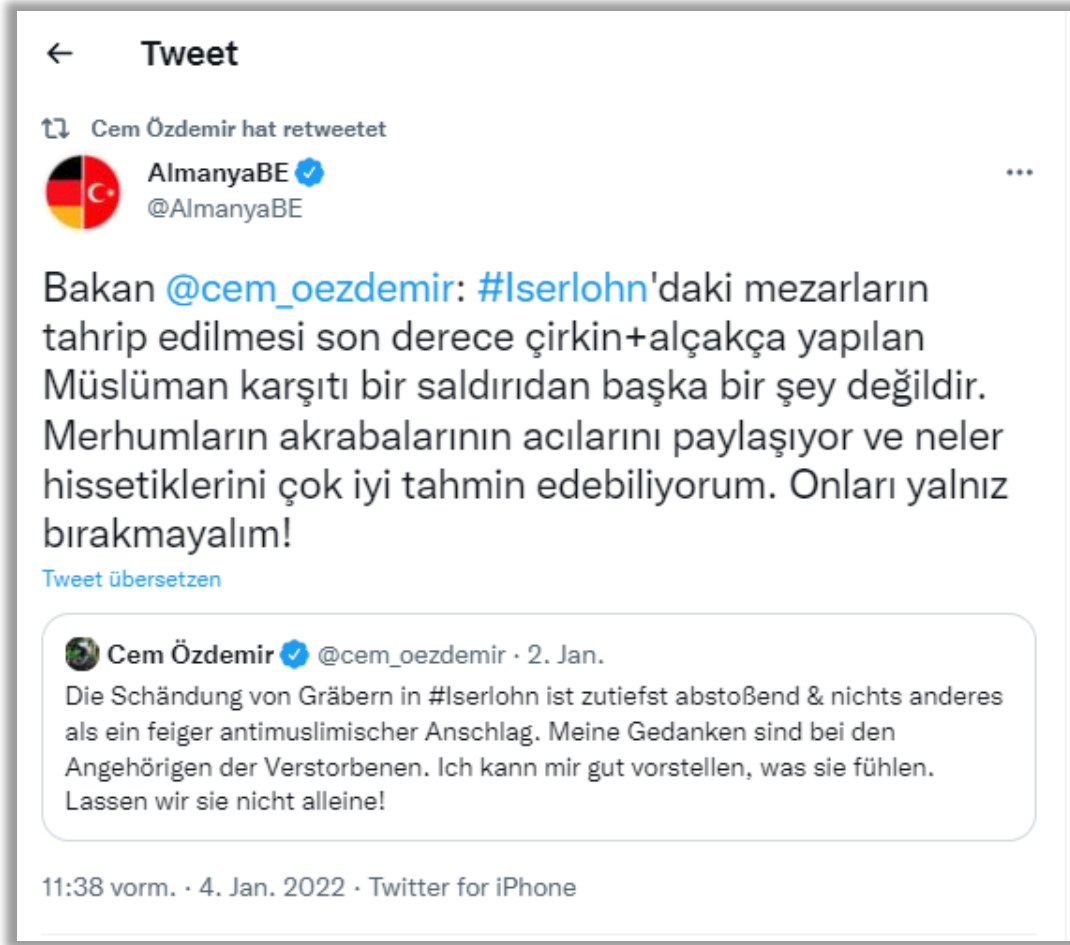 Tweet
Cem Özdemir hat retweetet
AlmanyaBE
@AlmanyaBE
Bakan @cem_oezdemir: #Iserlohn'daki mezarların
tahrip edilmesi son derece çirkin+alçakça yapılan
Müslüman karşıtı bir saldırıdan başka bir şey değildir.
Merhumların akrabalarının acılarını paylaşıyor ve neler
hissetiklerini çok iyi tahmin edebiliyorum. Onları yalnız
bırakmayalım!
Tweet übersetzen
Cem Özdemir @cem_oezdemir · 2. Jan.
Die Schändung von Gräbern in #Iserlohn ist zutiefst abstoßend & nichts anderes
als ein feiger antimuslimischer Anschlag. Meine Gedanken sind bei den
Angehörigen der Verstorbenen. Ich kann mir gut vorstellen, was sie fühlen.
Lassen wir sie nicht alleine!
11:38 vorm. · 4. Jan. 2022 · Twitter for iPhone